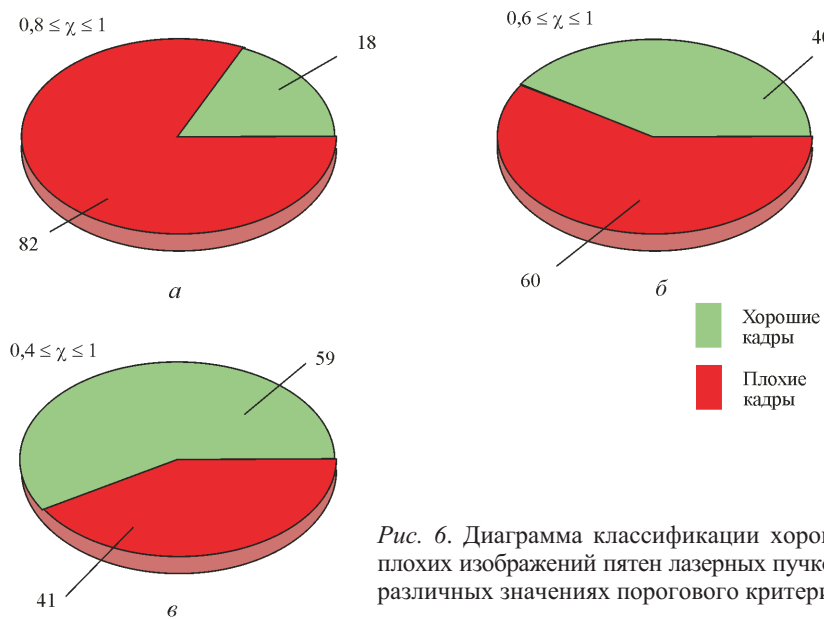 0,8 ≤ χ ≤ 1
18
82
а
0,6 ≤ χ ≤ 1
60
б
Хорошие
кадры
Плохие
кадры
0,4 ≤ χ ≤ 1
59
41
в
Рис. 6. Диаграмма классификации
плохих изображений пятен лазерных
различных значениях порогового